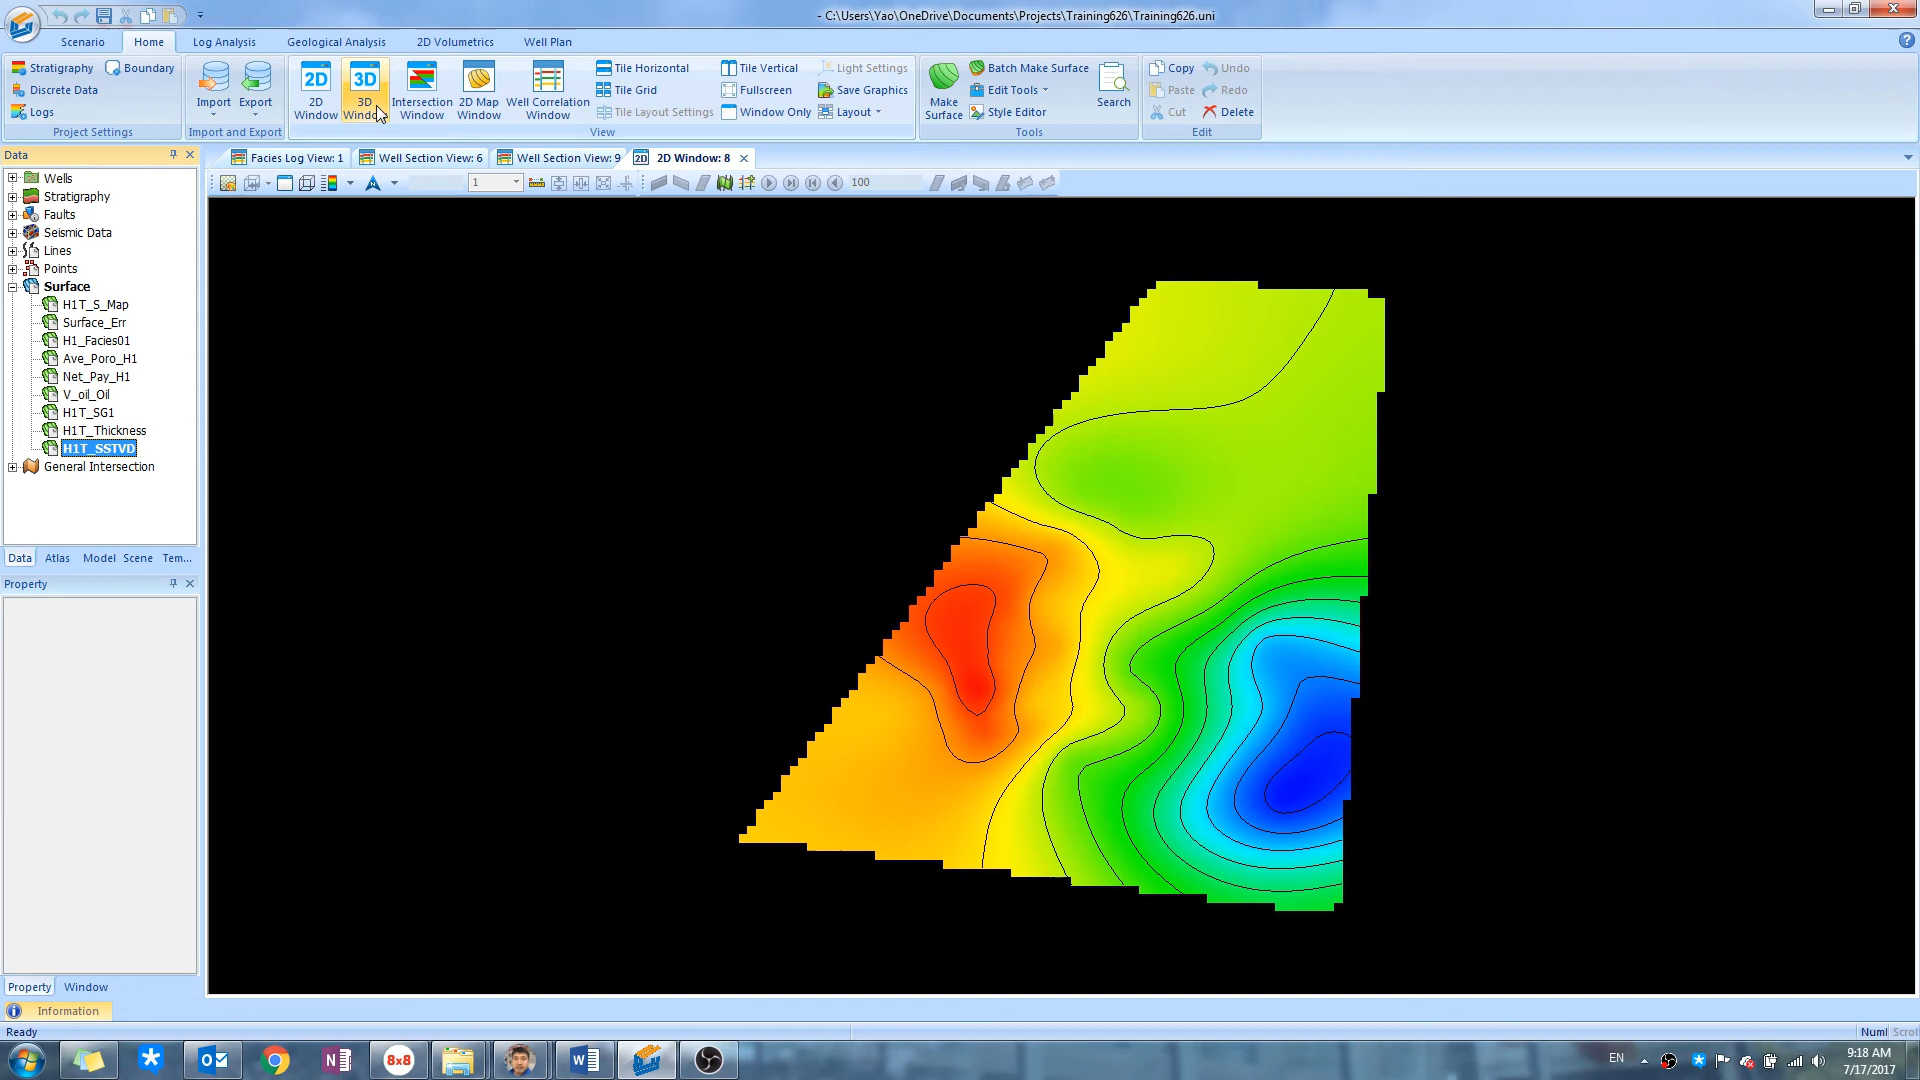 - C:\Users\Yao\OneDrive\Documents\Projects\Training626\Training626.uni
Scenario Home Log Analysis Geological Analysis 2D Volumetrics Well Plan
Stratigraphy Boundary
Discrete Data
Logs
Project Settings
Import Export
Import and Export
2D Window
3D Window
Intersection Window
2D Map Window
Well Correlation Window
Tile Horizontal Tile Vertical Light Settings
Tile Grid Fullscreen Save Graphics
Tile Layout Settings Window Only Layout
View
Make Surface
Batch Make Surface
Edit Tools
Style Editor
Search
Tools
Copy Undo
Paste Redo
Cut Delete
Edit
Data
Facies Log View: 1 Well Section View: 6 Well Section View: 9 2D Window: 8
1 100
Wells
Stratigraphy
Faults
Seismic Data
Lines
Points
Surface
H1T_S_Map
Surface_Err
H1_Facies01
Ave_Poro_H1
Net_Pay_H1
V_oil_Oil
H1T_SG1
H1T_Thickness
H1T_SSTVD
General Intersection
Data Atlas Model Scene Tem...
Property
Property Window
Information
Ready
Numl Scrol
8x8
EN
9:18 AM
7/17/2017